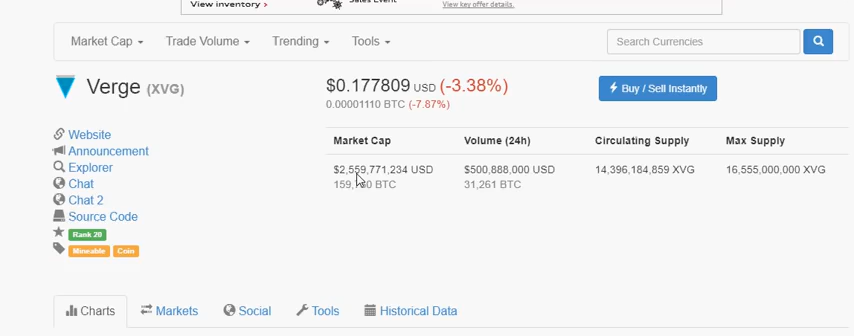 View inventory >
Sales Event
View key offer details.
Market Cap
Trade Volume
Trending
Tools
Search Currencies
Verge (XVG)
$0.177809 USD (-3.38%)
0.00001110 BTC (-7.87%)
Buy / Sell Instantly
Website
Announcement
Explorer
Chat
Chat 2
Source Code
Rank 20
Mineable Coin
Market Cap Volume (24h) Circulating Supply Max Supply
$2,559,771,234 USD $500,888,000 USD 14,396,184,859 XVG 16,555,000,000 XVG
BTC 31,261 BTC
Charts Markets Social Tools Historical Data